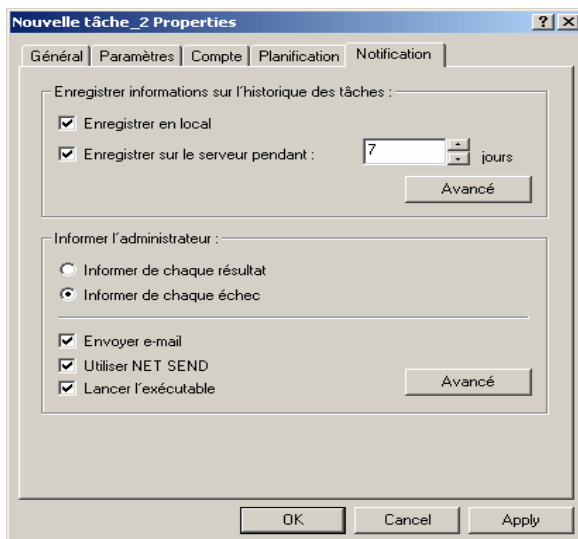 Nouvelle tâche_2 Properties
Général Paramètres Compte Planification Notification
Enregistrer informations sur l'historique des tâches :
Enregistrer en local
Enregistrer sur le serveur pendant : 7 jours
Avancé
Informer l'administrateur :
Informer de chaque résultat
Informer de chaque échec
Envoyer e-mail
Utiliser NET SEND
Lancer l'exécutable
Avancé
OK Cancel Apply